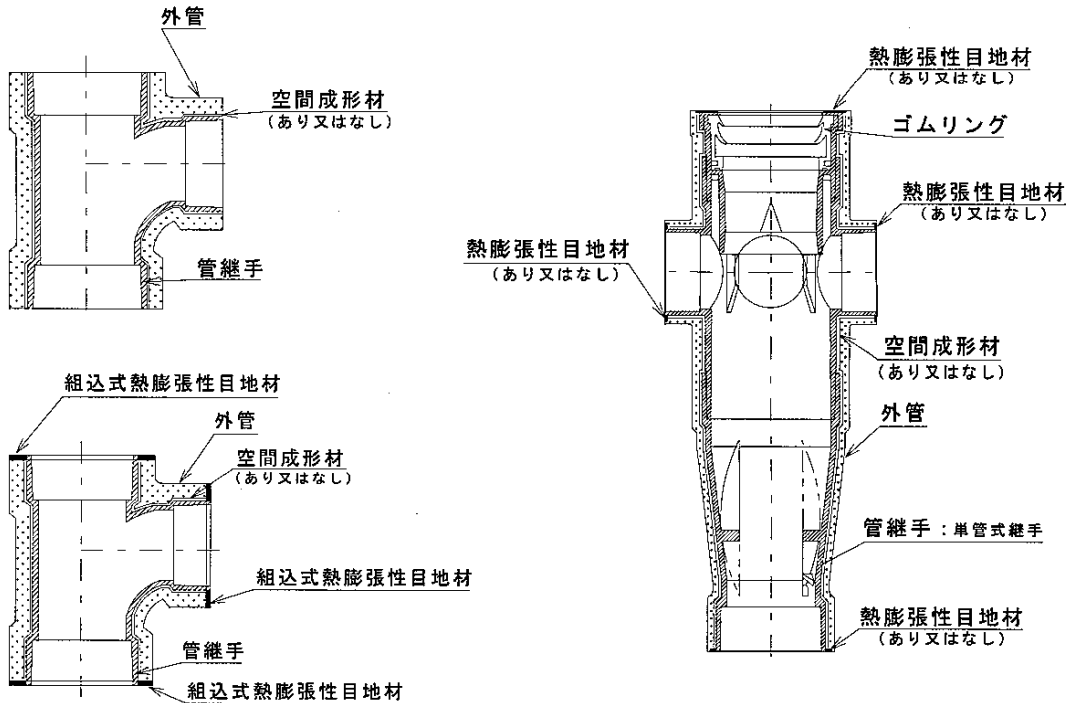 外管
空間成形材
(あり又はなし)
管継手
組込式熱膨張性目地材
外管
空間成形材
(あり又はなし)
組込式熱膨張性目地材
管継手
組込式熱膨張性目地材
熱膨張性目地材
(あり又はなし)
ゴムリング
熱膨張性目地材
(あり又はなし)
熱膨張性目地材
(あり又はなし)
空間成形材
(あり又はなし)
外管
管継手:単管式継手
熱膨張性目地材
(あり又はなし)